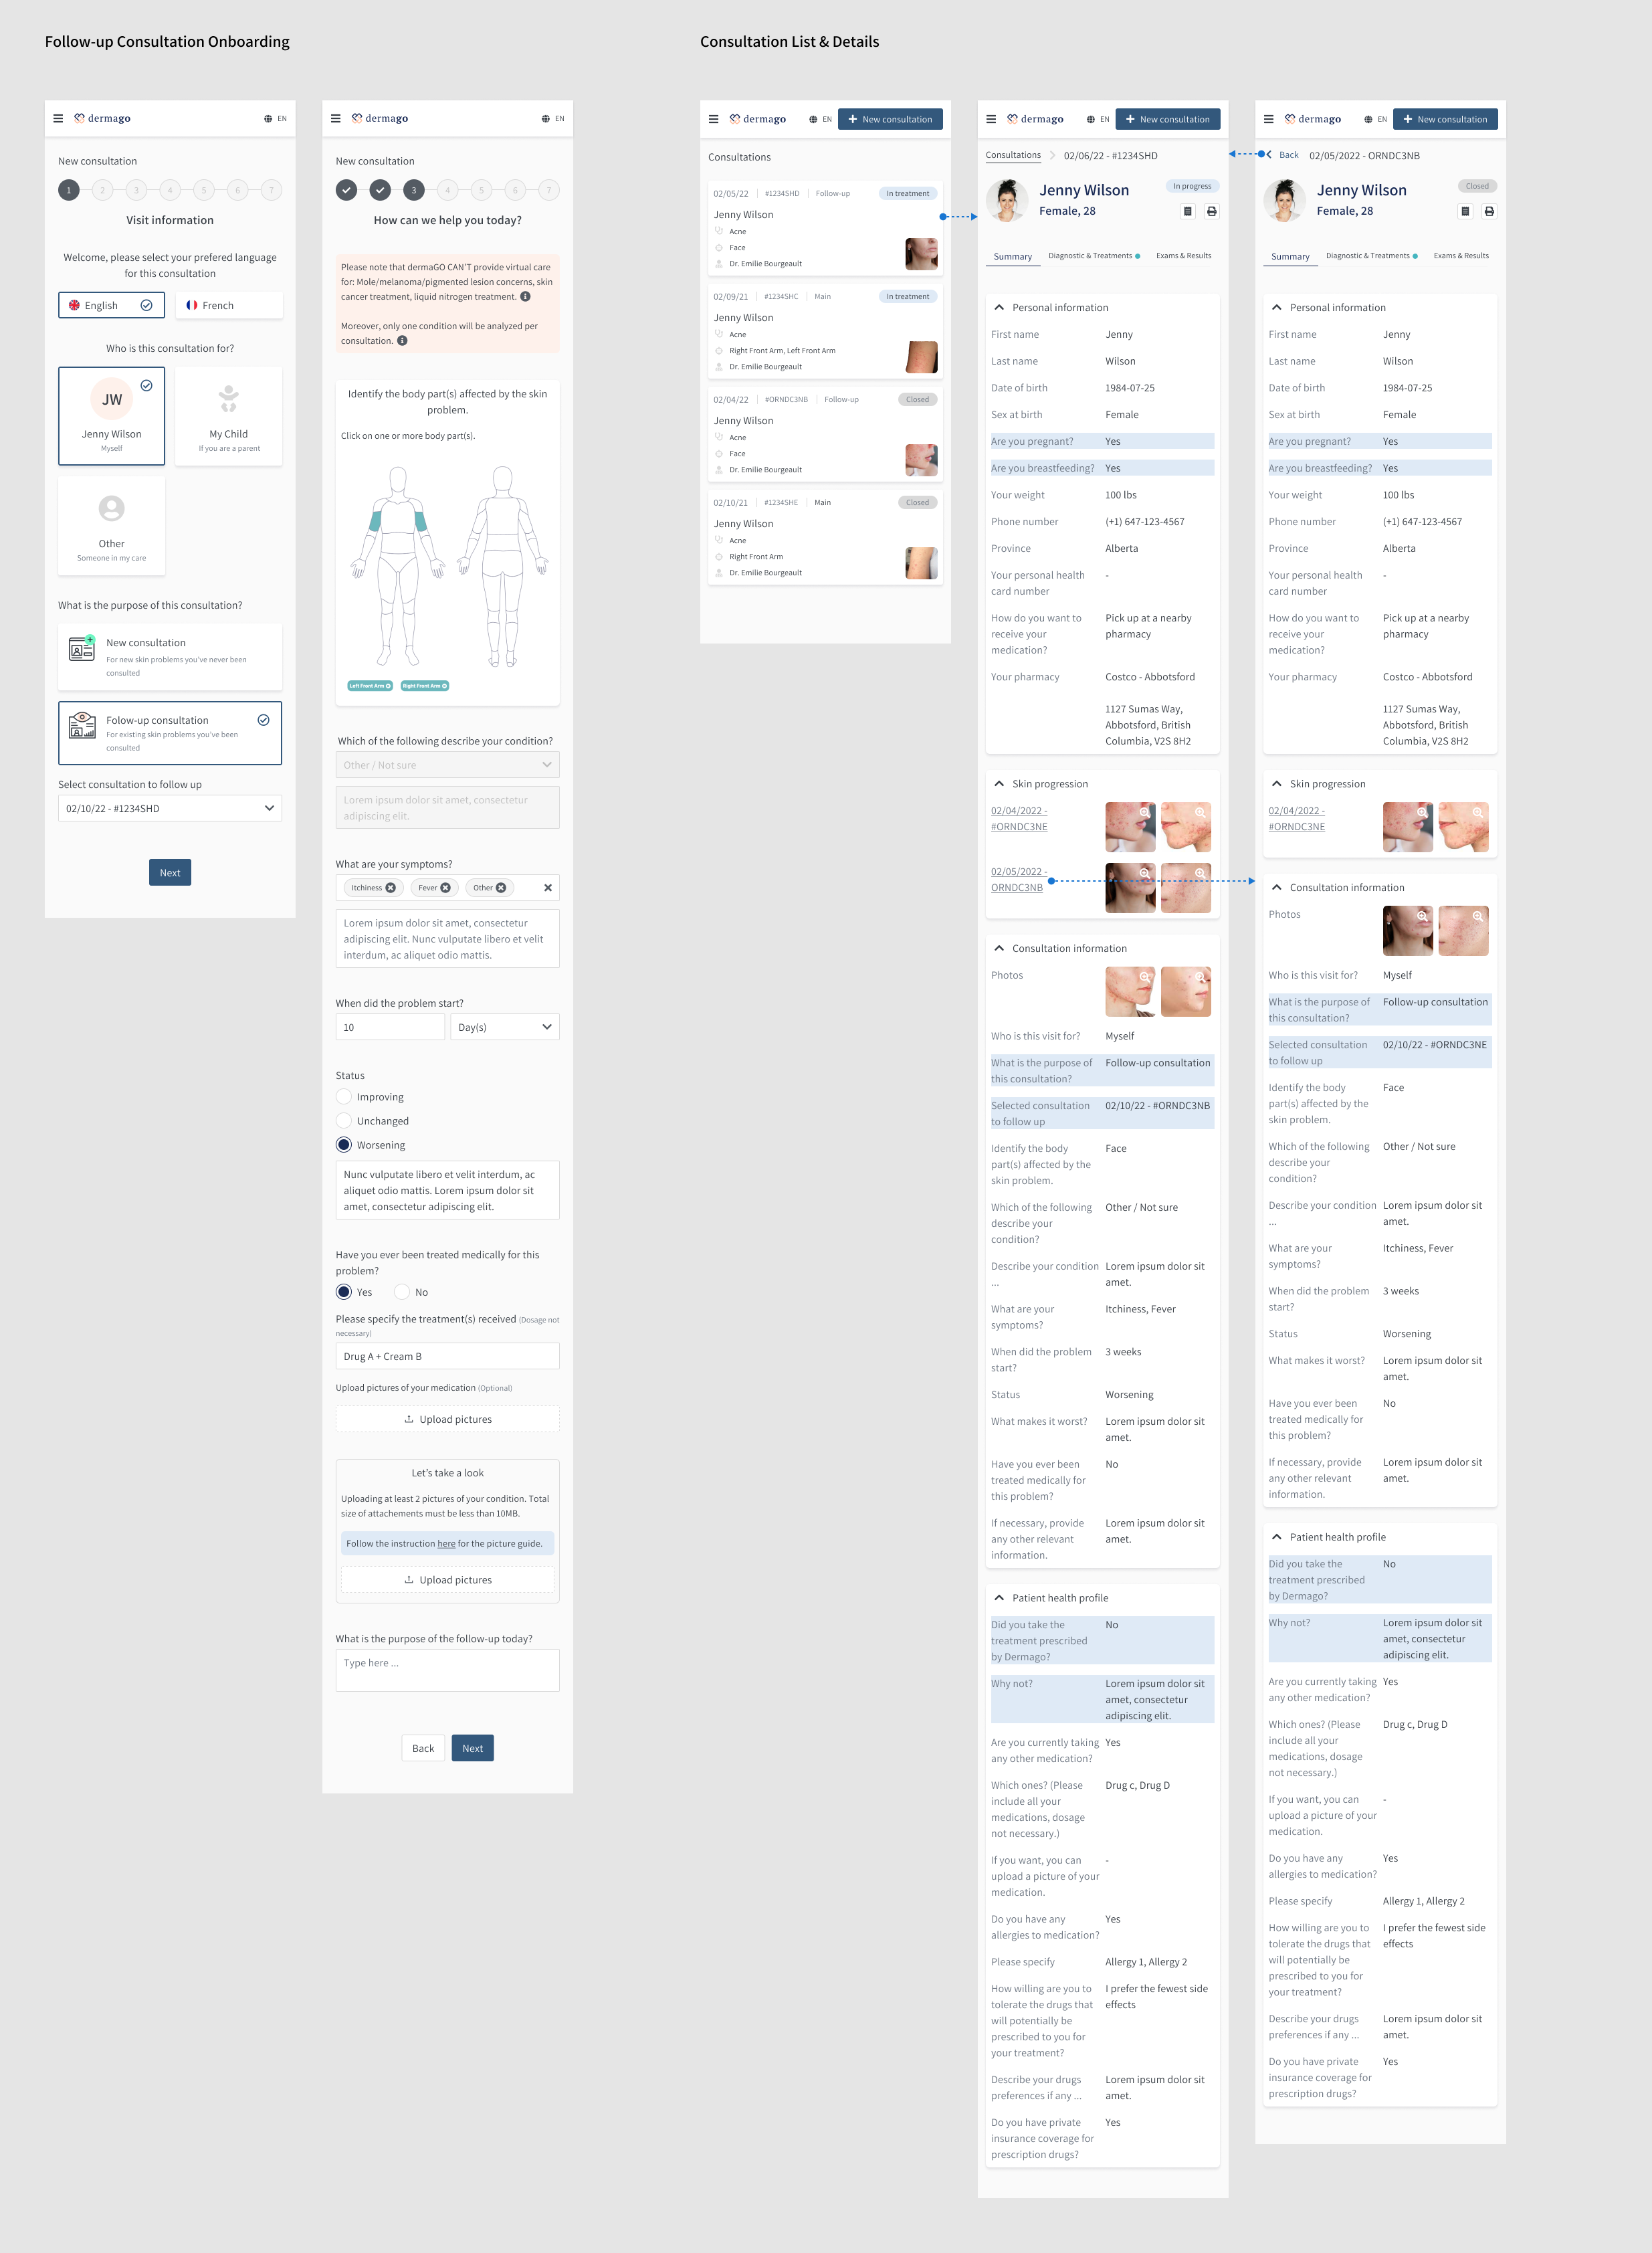 Follow-up Consultation Onboarding
dermago
EN
New consultation
1
2
3
4
5
6
7
Visit information
Welcome, please select your prefered language
for this consultation
English
French
Who is this consultation for?
JW
Jenny Wilson
Myself
My Child
If you are a parent
Other
Someone in my care
What is the purpose of this consultation?
New consultation
For new skin problems you've never been
consulted
Folow-up consultation
For existing skin problems you've been
consulted
Select consultation to follow up
02/10/22 - #1234SHD
Next
dermago
EN
New consultation
3
4
5
6
7
How can we help you today?
Please note that dermaGO CAN'T provide virtual care
for: Mole/melanoma/pigmented lesion concerns, skin
cancer treatment, liquid nitrogen treatment.
Moreover, only one condition will be analyzed per
consultation.
Identify the body part(s) affected by the skin
problem.
Click on one or more body part(s).
Left Front Arm
Right Front Arm
Which of the following describe your condition?
Other / Not sure
Lorem ipsum dolor sit amet, consectetur
adipiscing elit.
What are your symptoms?
Itchiness
Fever
Other
Lorem ipsum dolor sit amet, consectetur
adipiscing elit. Nunc vulputate libero et velit
interdum, ac aliquet odio mattis.
When did the problem start?
10
Day(s)
Status
Improving
Unchanged
Worsening
Nunc vulputate libero et velit interdum, ac
aliquet odio mattis. Lorem ipsum dolor sit
amet, consectetur adipiscing elit.
Have you ever been treated medically for this
problem?
Yes
No
Please specify the treatment(s) received (Dosage not
necessary)
Drug A + Cream B
Upload pictures of your medication (Optional)
Upload pictures
Let's take a look
Uploading at least 2 pictures of your condition. Total
size of attachements must be less than 10MB.
Follow the instruction here for the picture guide.
Upload pictures
What is the purpose of the follow-up today?
Type here ...
Back
Next
Consultation List & Details
dermago
EN
New consultation
Consultations
02/05/22
#1234SHD
Follow-up
In treatment
Jenny Wilson
Acne
Face
Dr. Emilie Bourgeault
02/09/21
#1234SHC
Main
In treatment
Jenny Wilson
Acne
Right Front Arm, Left Front Arm
Dr. Emilie Bourgeault
02/04/22
#ORNDC3NB
Follow-up
Closed
Jenny Wilson
Acne
Face
Dr. Emilie Bourgeault
02/10/21
#1234SHE
Main
Closed
Jenny Wilson
Acne
Right Front Arm
Dr. Emilie Bourgeault
dermago
EN
New consultation
Consultations
02/06/22 - #1234SHD
Jenny Wilson
In progress
Female, 28
Summary
Diagnostic & Treatments
Exams & Results
Personal information
First name
Jenny
Last name
Wilson
Date of birth
1984-07-25
Sex at birth
Female
Are you pregnant?
Yes
Are you breastfeeding?
Yes
Your weight
100 lbs
Phone number
(+1) 647-123-4567
Province
Alberta
Your personal health
card number
-
How do you want to
receive your
medication?
Pick up at a nearby
pharmacy
Your pharmacy
Costco - Abbotsford
1127 Sumas Way,
Abbotsford, British
Columbia, V2S 8H2
Skin progression
02/04/2022 -
#ORNDC3NE
02/05/2022 -
ORNDC3NB
Consultation information
Photos
Who is this visit for?
Myself
What is the purpose of
this consultation?
Follow-up consultation
Selected consultation
to follow up
02/10/22 - #ORNDC3NB
Identify the body
part(s) affected by the
skin problem.
Face
Which of the following
describe your
condition?
Other / Not sure
Describe your condition
...
Lorem ipsum dolor sit
amet.
What are your
symptoms?
Itchiness, Fever
When did the problem
start?
3 weeks
Status
Worsening
What makes it worst?
Lorem ipsum dolor sit
amet.
Have you ever been
treated medically for
this problem?
No
If necessary, provide
any other relevant
information.
Lorem ipsum dolor sit
amet.
Patient health profile
Did you take the
treatment prescribed
by Dermago?
No
Why not?
Lorem ipsum dolor sit
amet, consectetur
adipiscing elit.
Are you currently taking
any other medication?
Yes
Which ones? (Please
include all your
medications, dosage
not necessary.)
Drug c, Drug D
If you want, you can
upload a picture of your
medication.
-
Do you have any
allergies to medication?
Yes
Please specify
Allergy 1, Allergy 2
How willing are you to
tolerate the drugs that
will potentially be
prescribed to you for
your treatment?
I prefer the fewest side
effects
Describe your drugs
preferences if any ...
Lorem ipsum dolor sit
amet.
Do you have private
insurance coverage for
prescription drugs?
Yes
dermago
EN
New consultation
Back
02/05/2022 - ORNDC3NB
Jenny Wilson
Closed
Female, 28
Summary
Diagnostic & Treatments
Exams & Results
Personal information
First name
Jenny
Last name
Wilson
Date of birth
1984-07-25
Sex at birth
Female
Are you pregnant?
Yes
Are you breastfeeding?
Yes
Your weight
100 lbs
Phone number
(+1) 647-123-4567
Province
Alberta
Your personal health
card number
-
How do you want to
receive your
medication?
Pick up at a nearby
pharmacy
Your pharmacy
Costco - Abbotsford
1127 Sumas Way,
Abbotsford, British
Columbia, V2S 8H2
Skin progression
02/04/2022 -
#ORNDC3NE
Consultation information
Photos
Who is this visit for?
Myself
What is the purpose of
this consultation?
Follow-up consultation
Selected consultation
to follow up
02/10/22 - #ORNDC3NE
Identify the body
part(s) affected by the
skin problem.
Face
Which of the following
describe your
condition?
Other / Not sure
Describe your condition
...
Lorem ipsum dolor sit
amet.
What are your
symptoms?
Itchiness, Fever
When did the problem
start?
3 weeks
Status
Worsening
What makes it worst?
Lorem ipsum dolor sit
amet.
Have you ever been
treated medically for
this problem?
No
If necessary, provide
any other relevant
information.
Lorem ipsum dolor sit
amet.
Patient health profile
Did you take the
treatment prescribed
by Dermago?
No
Why not?
Lorem ipsum dolor sit
amet, consectetur
adipiscing elit.
Are you currently taking
any other medication?
Yes
Which ones? (Please
include all your
medications, dosage
not necessary.)
Drug c, Drug D
If you want, you can
upload a picture of your
medication.
-
Do you have any
allergies to medication?
Yes
Please specify
Allergy 1, Allergy 2
How willing are you to
tolerate the drugs that
will potentially be
prescribed to you for
your treatment?
I prefer the fewest side
effects
Describe your drugs
preferences if any ...
Lorem ipsum dolor sit
amet.
Do you have private
insurance coverage for
prescription drugs?
Yes